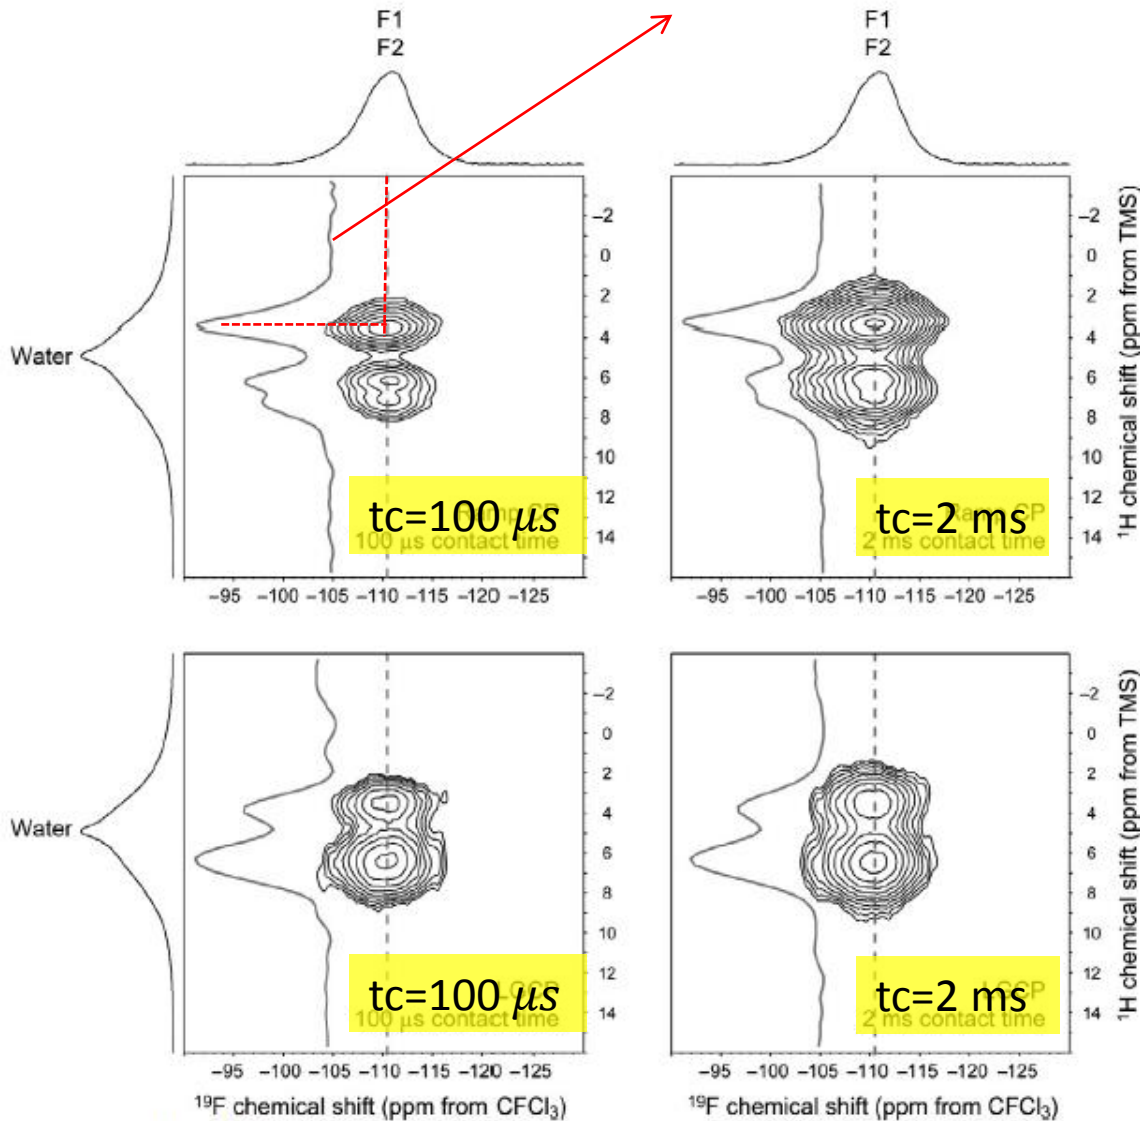 F1
F2
F1
F2
Water
−2
0
2
4
6
8
10
12
14
tc=100 μs
Ramp CP
100 μs contact time
−95 −100 −105 −110 −115 −120 −125
−2
0
2
4
6
8
10
12
14
¹H chemical shift (ppm from TMS)
tc=2 ms
Ramp CP
2 ms contact time
−95 −100 −105 −110 −115 −120 −125
Water
−2
0
2
4
6
8
10
12
14
tc=100 μs
LGCP
100 μs contact time
−95 −100 −105 −110 −115 −120 −125
¹⁹F chemical shift (ppm from CFCl₃)
−2
0
2
4
6
8
10
12
14
¹H chemical shift (ppm from TMS)
tc=2 ms
LGCP
2 ms contact time
−95 −100 −105 −110 −115 −120 −125
¹⁹F chemical shift (ppm from CFCl₃)